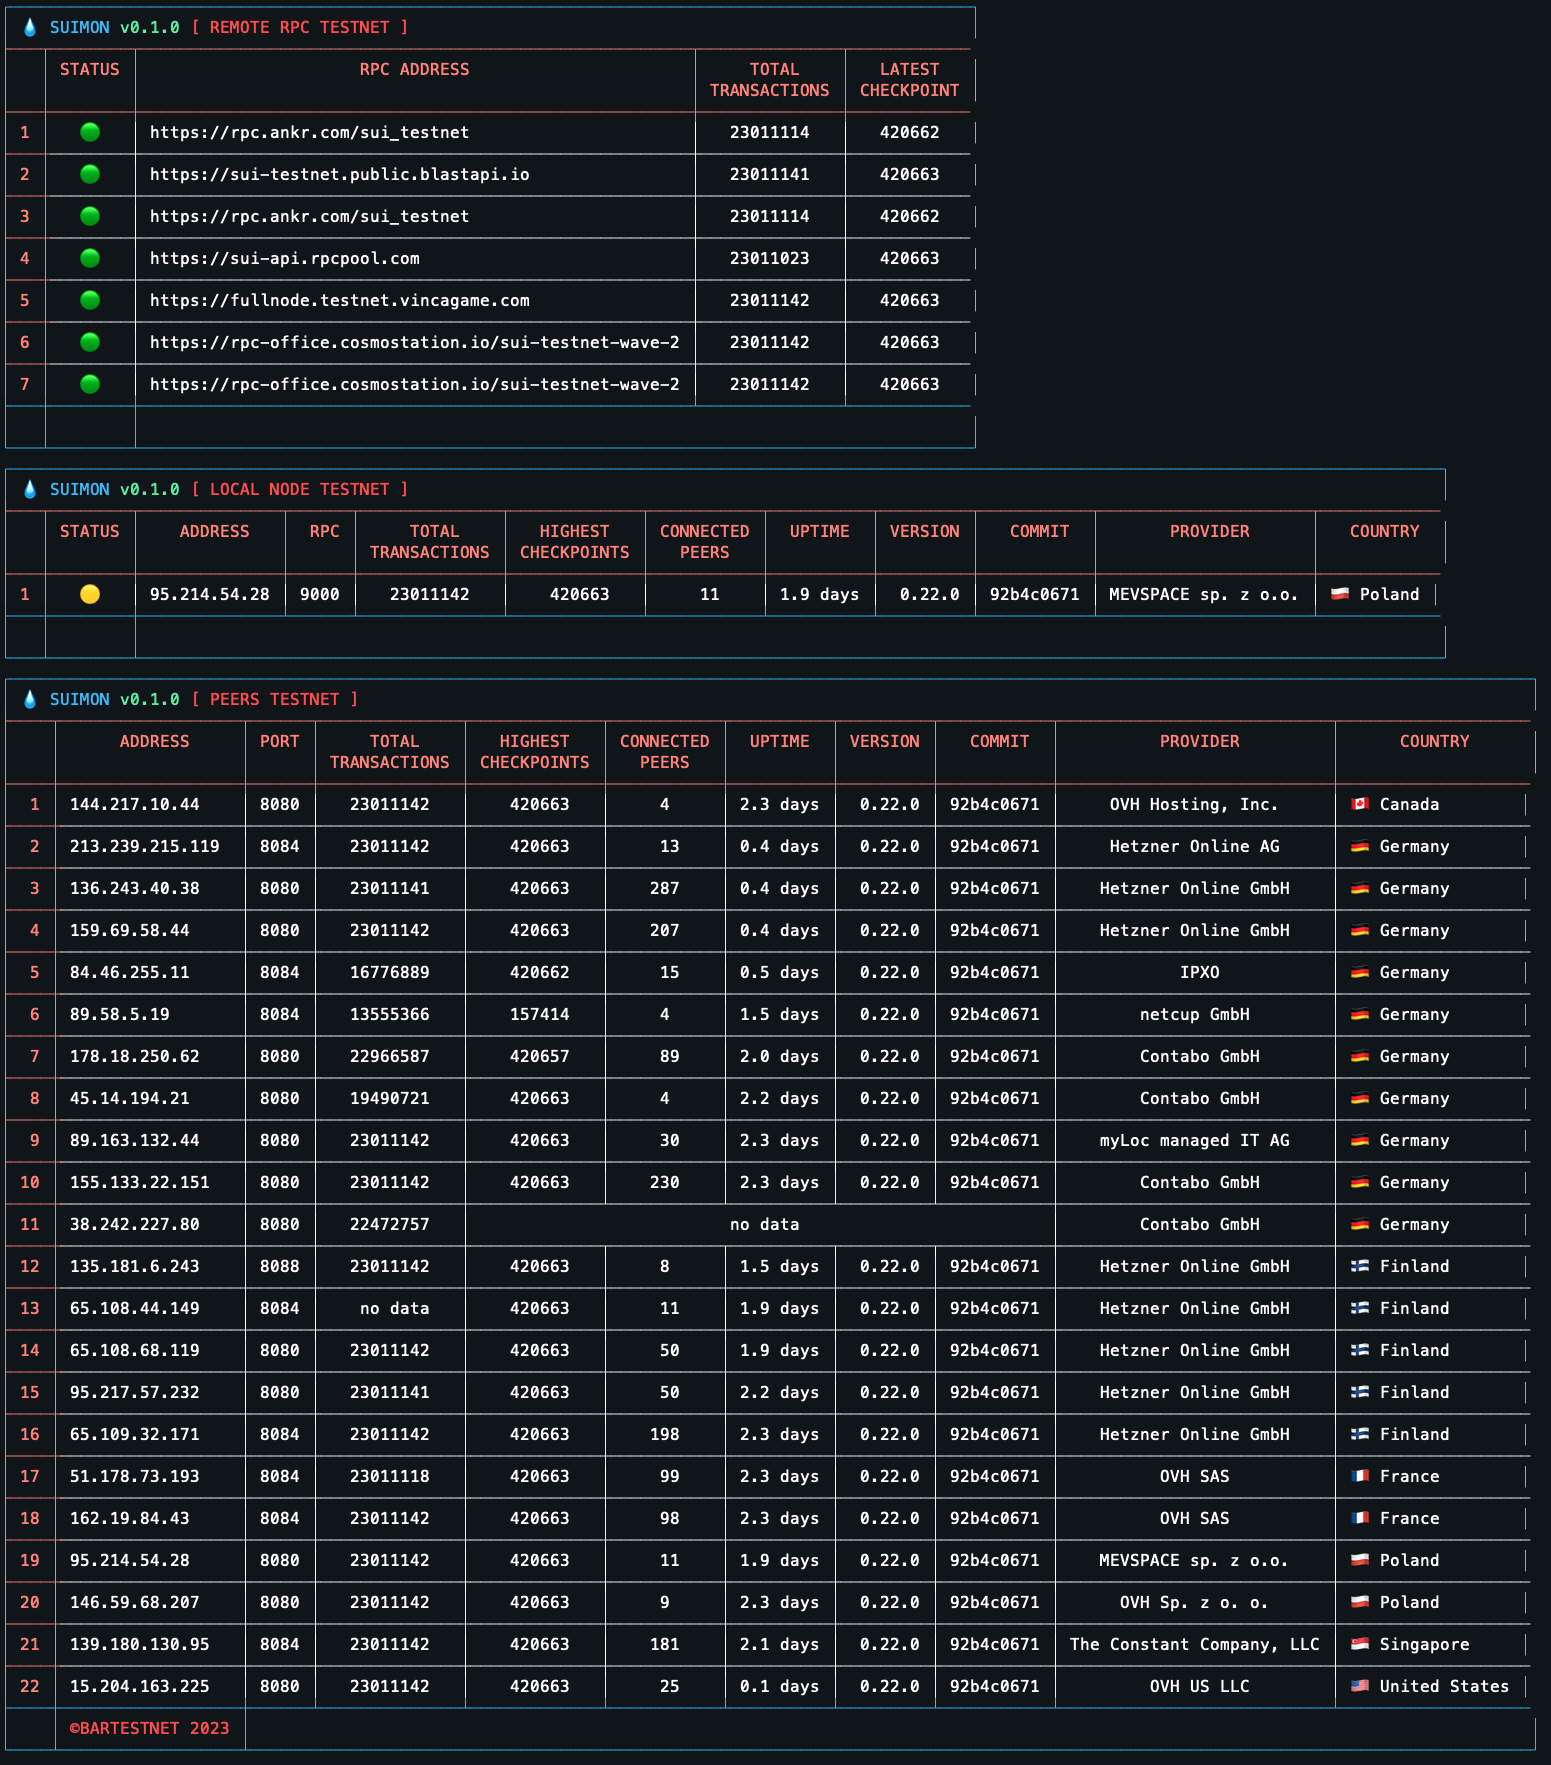 SUIMON v0.1.0 [ REMOTE RPC TESTNET ]
STATUS RPC ADDRESS TOTAL TRANSACTIONS LATEST CHECKPOINT
1 https://rpc.ankr.com/sui_testnet 23011114 420662
2 https://sui-testnet.public.blastapi.io 23011141 420663
3 https://rpc.ankr.com/sui_testnet 23011114 420662
4 https://sui-api.rpcpool.com 23011023 420663
5 https://fullnode.testnet.vincagame.com 23011142 420663
6 https://rpc-office.cosmostation.io/sui-testnet-wave-2 23011142 420663
7 https://rpc-office.cosmostation.io/sui-testnet-wave-2 23011142 420663
SUIMON v0.1.0 [ LOCAL NODE TESTNET ]
STATUS ADDRESS RPC TOTAL TRANSACTIONS HIGHEST CHECKPOINTS CONNECTED PEERS UPTIME VERSION COMMIT PROVIDER COUNTRY
1 95.214.54.28 9000 23011142 420663 11 1.9 days 0.22.0 92b4c0671 MEVSPACE sp. z o.o. Poland
SUIMON v0.1.0 [ PEERS TESTNET ]
ADDRESS PORT TOTAL TRANSACTIONS HIGHEST CHECKPOINTS CONNECTED PEERS UPTIME VERSION COMMIT PROVIDER COUNTRY
1 144.217.10.44 8080 23011142 420663 4 2.3 days 0.22.0 92b4c0671 OVH Hosting, Inc. Canada
2 213.239.215.119 8084 23011142 420663 13 0.4 days 0.22.0 92b4c0671 Hetzner Online AG Germany
3 136.243.40.38 8080 23011141 420663 287 0.4 days 0.22.0 92b4c0671 Hetzner Online GmbH Germany
4 159.69.58.44 8080 23011142 420663 207 0.4 days 0.22.0 92b4c0671 Hetzner Online GmbH Germany
5 84.46.255.11 8084 16776889 420662 15 0.5 days 0.22.0 92b4c0671 IPXO Germany
6 89.58.5.19 8084 13555366 157414 4 1.5 days 0.22.0 92b4c0671 netcup GmbH Germany
7 178.18.250.62 8080 22966587 420657 89 2.0 days 0.22.0 92b4c0671 Contabo GmbH Germany
8 45.14.194.21 8080 19490721 420663 4 2.2 days 0.22.0 92b4c0671 Contabo GmbH Germany
9 89.163.132.44 8080 23011142 420663 30 2.3 days 0.22.0 92b4c0671 myLoc managed IT AG Germany
10 155.133.22.151 8080 23011142 420663 230 2.3 days 0.22.0 92b4c0671 Contabo GmbH Germany
11 38.242.227.80 8080 22472757 no data Contabo GmbH Germany
12 135.181.6.243 8088 23011142 420663 8 1.5 days 0.22.0 92b4c0671 Hetzner Online GmbH Finland
13 65.108.44.149 8084 no data 420663 11 1.9 days 0.22.0 92b4c0671 Hetzner Online GmbH Finland
14 65.108.68.119 8080 23011142 420663 50 1.9 days 0.22.0 92b4c0671 Hetzner Online GmbH Finland
15 95.217.57.232 8080 23011141 420663 50 2.2 days 0.22.0 92b4c0671 Hetzner Online GmbH Finland
16 65.109.32.171 8084 23011142 420663 198 2.3 days 0.22.0 92b4c0671 Hetzner Online GmbH Finland
17 51.178.73.193 8084 23011118 420663 99 2.3 days 0.22.0 92b4c0671 OVH SAS France
18 162.19.84.43 8084 23011142 420663 98 2.3 days 0.22.0 92b4c0671 OVH SAS France
19 95.214.54.28 8080 23011142 420663 11 1.9 days 0.22.0 92b4c0671 MEVSPACE sp. z o.o. Poland
20 146.59.68.207 8080 23011142 420663 9 2.3 days 0.22.0 92b4c0671 OVH Sp. z o. o. Poland
21 139.180.130.95 8084 23011142 420663 181 2.1 days 0.22.0 92b4c0671 The Constant Company, LLC Singapore
22 15.204.163.225 8080 23011142 420663 25 0.1 days 0.22.0 92b4c0671 OVH US LLC United States
©BARTESTNET 2023